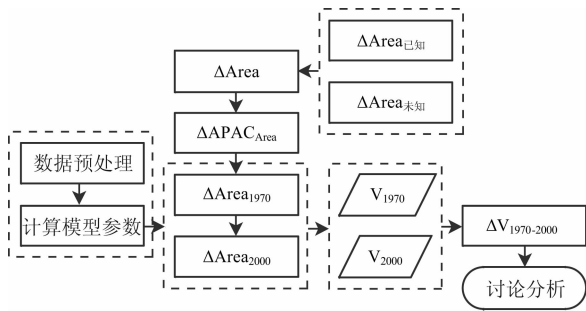 ΔArea已知
ΔArea
ΔArea未知
ΔAPACArea
数据预处理
ΔArea1970
V1970
计算模型参数
ΔV1970-2000
ΔArea2000
V2000
讨论分析